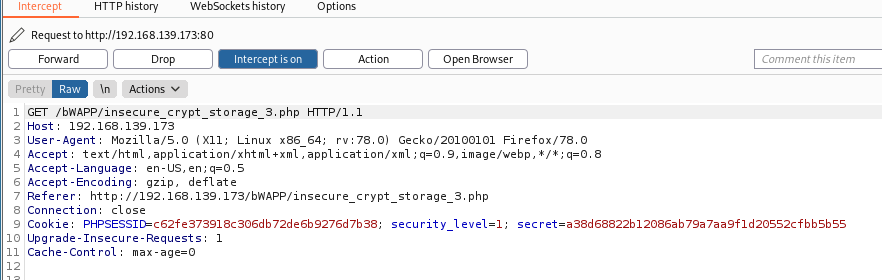 Intercept HTTP history WebSockets history Options
Request to http://192.168.139.173:80
Forward Drop Intercept is on Action Open Browser Comment this item
Pretty Raw \n Actions
1 GET /bWAPP/insecure_crypt_storage_3.php HTTP/1.1
2 Host: 192.168.139.173
3 User-Agent: Mozilla/5.0 (X11; Linux x86_64; rv:78.0) Gecko/20100101 Firefox/78.0
4 Accept: text/html,application/xhtml+xml,application/xml;q=0.9,image/webp,*/*;q=0.8
5 Accept-Language: en-US,en;q=0.5
6 Accept-Encoding: gzip, deflate
7 Referer: http://192.168.139.173/bWAPP/insecure_crypt_storage_3.php
8 Connection: close
9 Cookie: PHPSESSID=c62fe373918c306db72de6b9276d7b38; security_level=1; secret=a38d68822b12086ab79a7aa9f1d20552cfbb5b55
10 Upgrade-Insecure-Requests: 1
11 Cache-Control: max-age=0
12
13